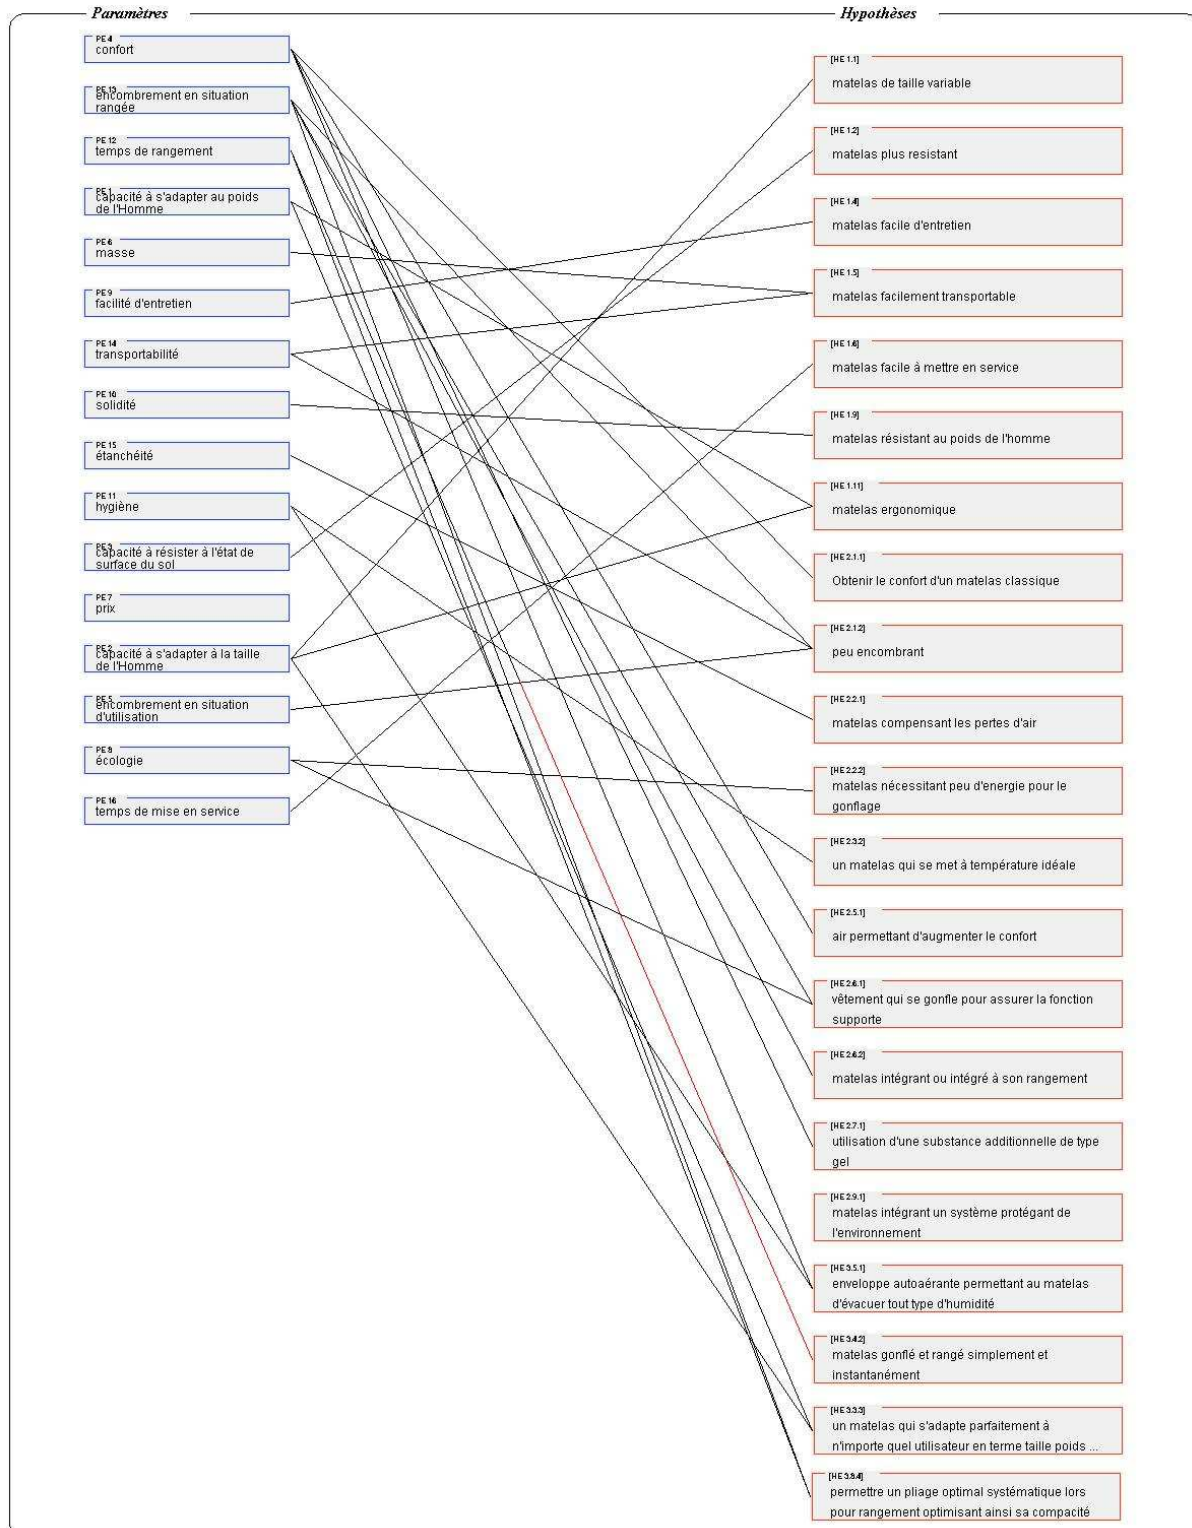 Paramètres
Hypothèses
PE 4
confort
PE 13
encombrement en situation
rangée
PE 12
temps de rangement
PE 1
capacité à s'adapter au poids
de l'Homme
PE 6
masse
PE 9
facilité d'entretien
PE 14
transportabilité
PE 10
solidité
PE 15
étanchéité
PE 11
hygiène
PE 3
capacité à résister à l'état de
surface du sol
PE 7
prix
PE 2
capacité à s'adapter à la taille
de l'Homme
PE 5
encombrement en situation
d'utilisation
PE 8
écologie
PE 16
temps de mise en service
[HE 1.1]
matelas de taille variable
[HE 1.2]
matelas plus resistant
[HE 1.4]
matelas facile d'entretien
[HE 1.5]
matelas facilement transportable
[HE 1.6]
matelas facile à mettre en service
[HE 1.9]
matelas résistant au poids de l'homme
[HE 1.11]
matelas ergonomique
[HE 2.1.1]
Obtenir le confort d'un matelas classique
[HE 2.1.2]
peu encombrant
[HE 2.2.1]
matelas compensant les pertes d'air
[HE 2.2.2]
matelas nécessitant peu d'energie pour le
gonflage
[HE 2.3.2]
un matelas qui se met à température idéale
[HE 2.5.1]
air permettant d'augmenter le confort
[HE 2.6.1]
vêtement qui se gonfle pour assurer la fonction
supporte
[HE 2.6.2]
matelas intégrant ou intégré à son rangement
[HE 2.7.1]
utilisation d'une substance additionnelle de type
gel
[HE 2.9.1]
matelas intégrant un système protégant de
l'environnement
[HE 3.5.1]
enveloppe autoaérante permettant au matelas
d'évacuer tout type d'humidité
[HE 3.4.2]
matelas gonflé et rangé simplement et
instantanément
[HE 3.3.3]
un matelas qui s'adapte parfaitement à
n'importe quel utilisateur en terme taille poids ...
[HE 3.8.4]
permettre un pliage optimal systématique lors
pour rangement optimisant ainsi sa compacité